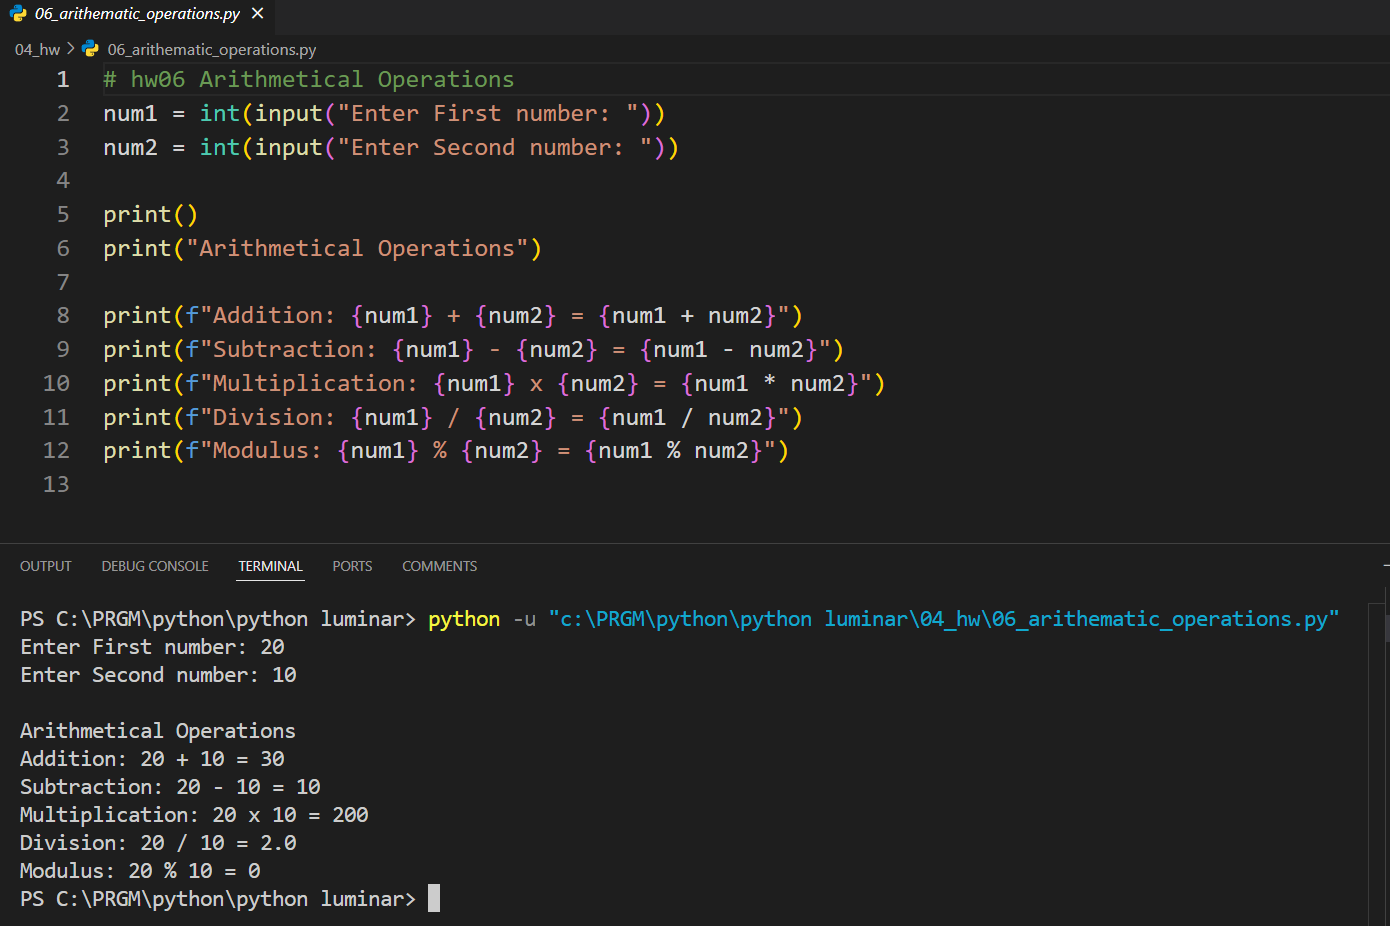 06_arithematic_operations.py ×
04_hw > 06_arithematic_operations.py
1 # hw06 Arithmetical Operations
2 num1 = int(input("Enter First number: "))
3 num2 = int(input("Enter Second number: "))
4
5 print()
6 print("Arithmetical Operations")
7
8 print(f"Addition: {num1} + {num2} = {num1 + num2}")
9 print(f"Subtraction: {num1} - {num2} = {num1 - num2}")
10 print(f"Multiplication: {num1} x {num2} = {num1 * num2}")
11 print(f"Division: {num1} / {num2} = {num1 / num2}")
12 print(f"Modulus: {num1} % {num2} = {num1 % num2}")
13
OUTPUT DEBUG CONSOLE TERMINAL PORTS COMMENTS
PS C:\PRGM\python\python luminar> python -u "c:\PRGM\python\python luminar\04_hw\06_arithematic_operations.py"
Enter First number: 20
Enter Second number: 10
Arithmetical Operations
Addition: 20 + 10 = 30
Subtraction: 20 - 10 = 10
Multiplication: 20 x 10 = 200
Division: 20 / 10 = 2.0
Modulus: 20 % 10 = 0
PS C:\PRGM\python\python luminar>